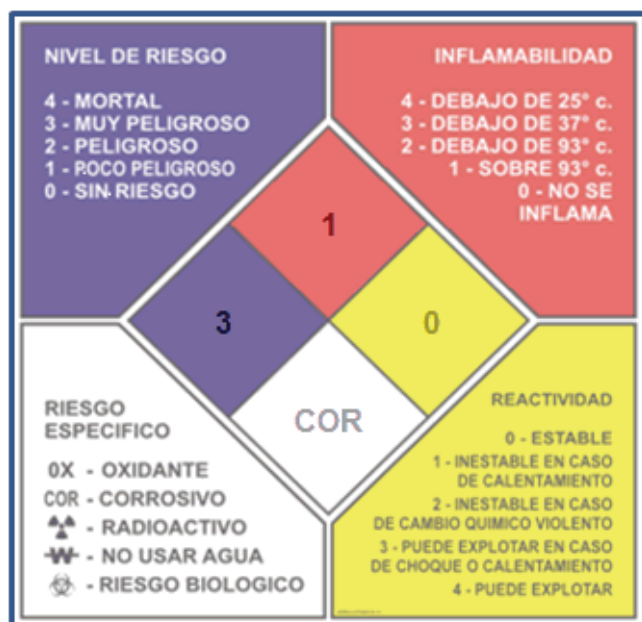 NIVEL DE RIESGO
4 - MORTAL
3 - MUY PELIGROSO
2 - PELIGROSO
1 - POCO PELIGROSO
0 - SIN RIESGO
INFLAMABILIDAD
4 - DEBAJO DE 25° c.
3 - DEBAJO DE 37° c.
2 - DEBAJO DE 93° c.
1 - SOBRE 93° c.
0 - NO SE
INFLAMA
1
3
0
COR
RIESGO
ESPECIFICO
0X - OXIDANTE
COR - CORROSIVO
- RADIOACTIVO
W - NO USAR AGUA
- RIESGO BIOLOGICO
REACTIVIDAD
0 - ESTABLE
1 - INESTABLE EN CASO
DE CALENTAMIENTO
2 - INESTABLE EN CASO
DE CAMBIO QUIMICO VIOLENTO
3 - PUEDE EXPLOTAR EN CASO
DE CHOQUE O CALENTAMIENTO
4 - PUEDE EXPLOTAR